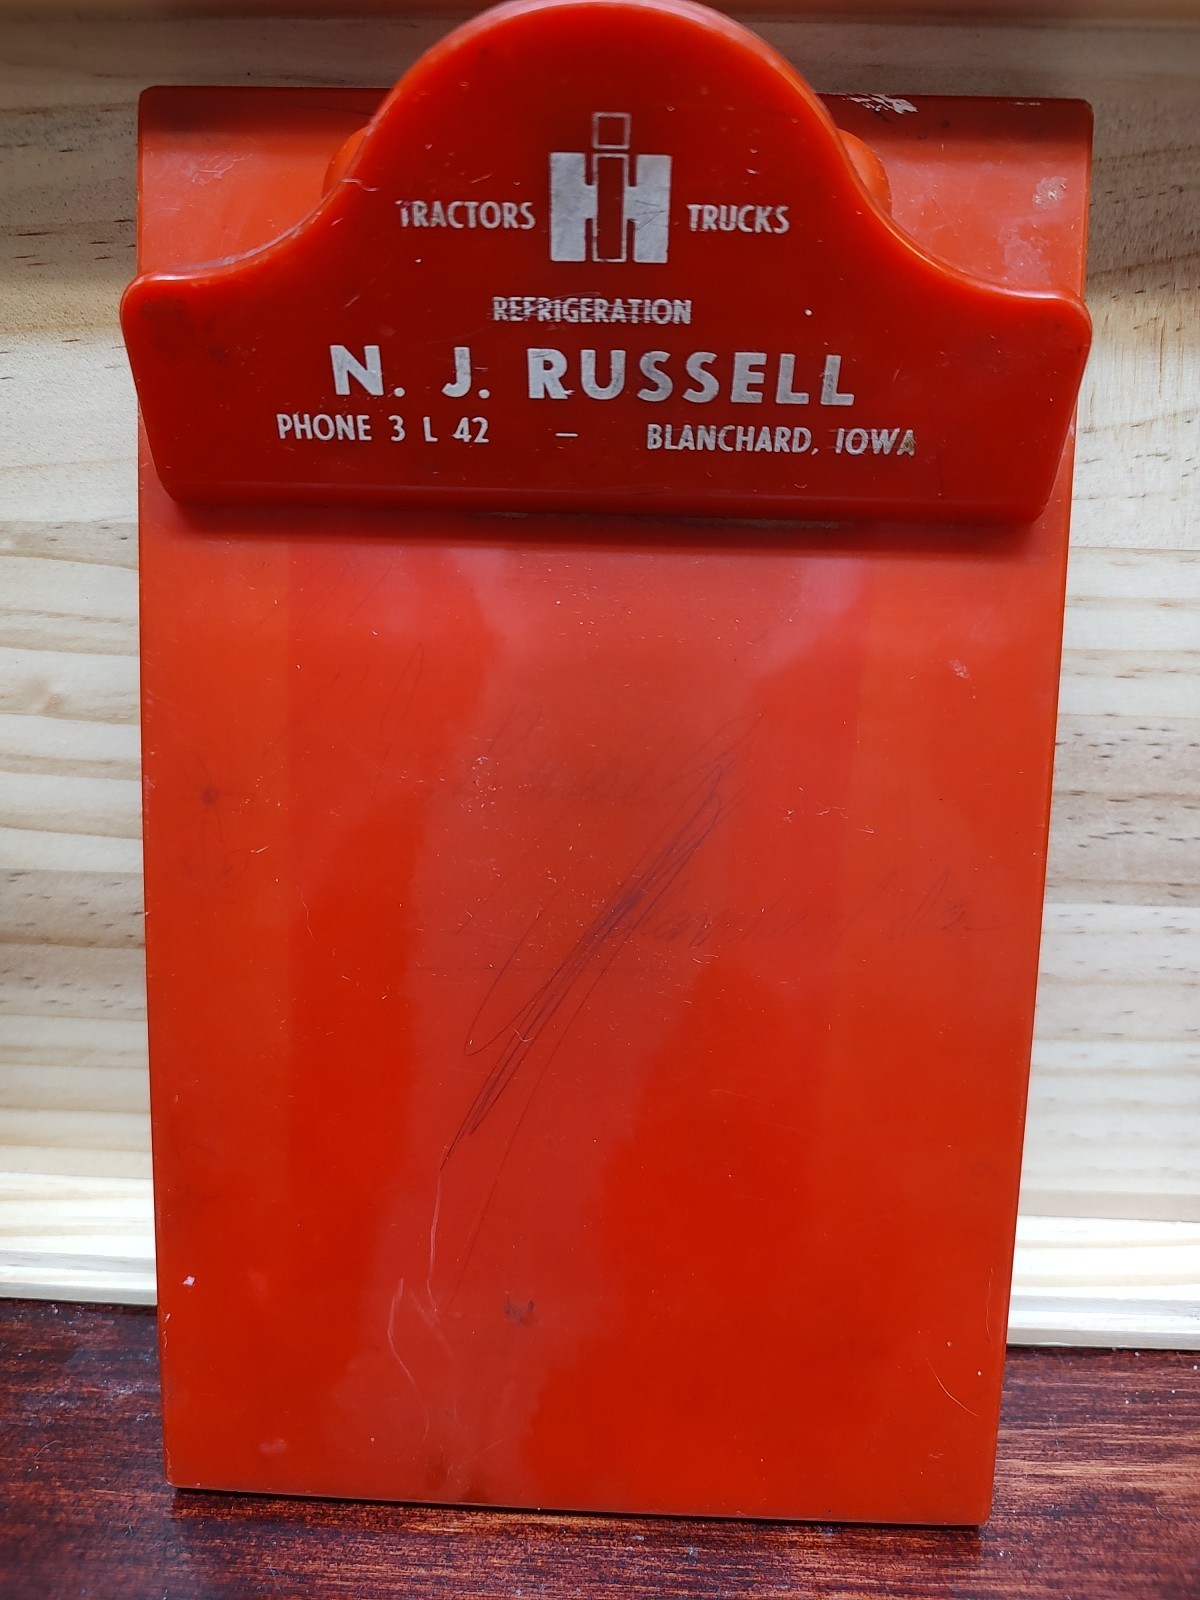 TRACTORS IH TRUCKS
REFRIGERATION
N. J. RUSSELL
PHONE 3 L 42 – BLANCHARD, IOWA